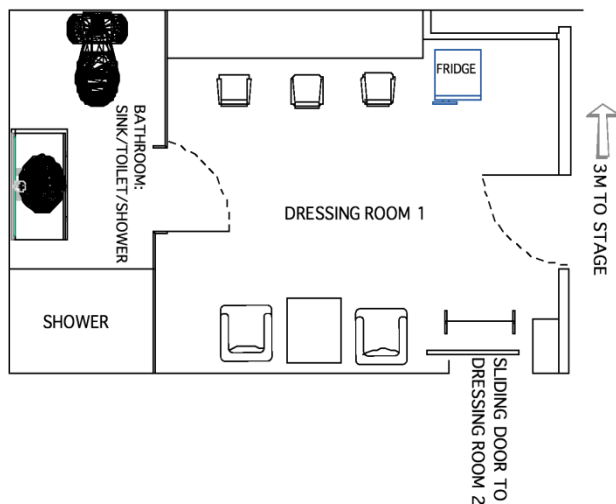 FRIDGE
BATHROOM:
SINK/TOILET/SHOWER
3M TO STAGE
DRESSING ROOM 1
SHOWER
SLIDING DOOR TO
DRESSING ROOM 2